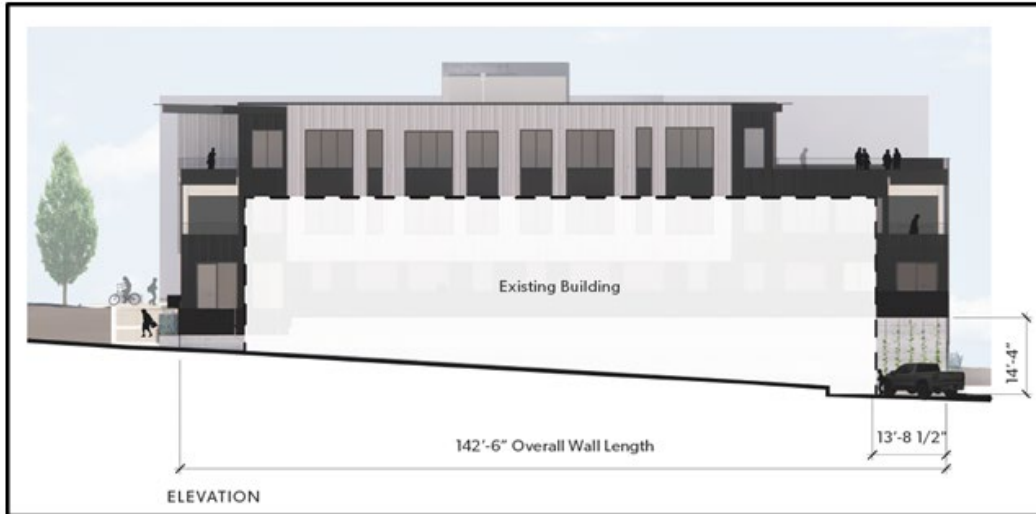 Existing Building
14'-4"
13'-8 1/2"
142'-6" Overall Wall Length
ELEVATION